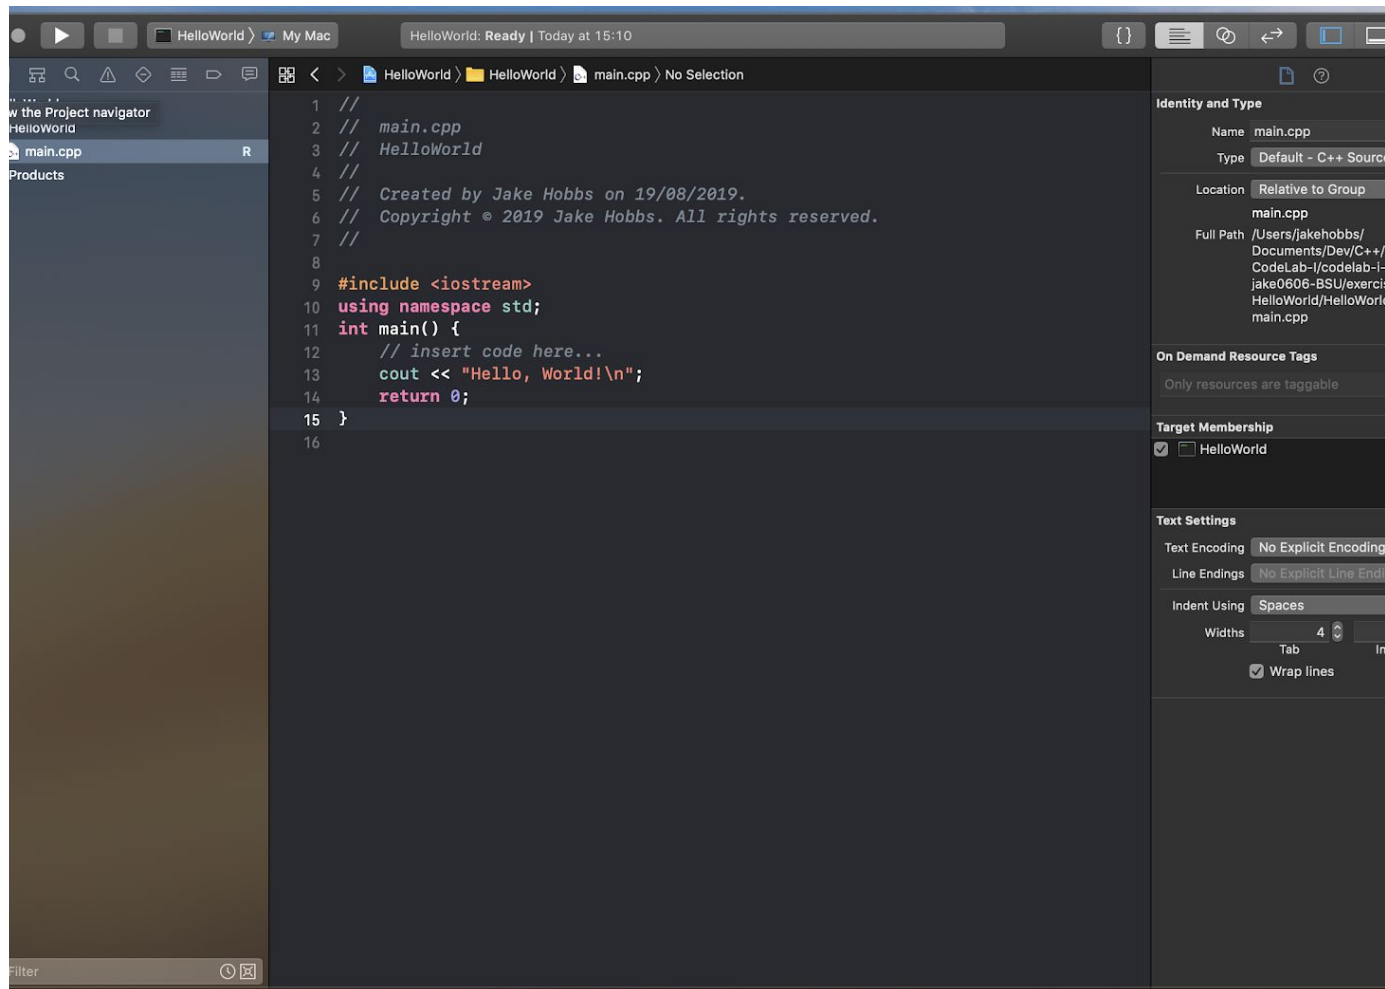 HelloWorld 〉 My Mac
HelloWorld: Ready | Today at 15:10
{}
HelloWorld 〉 HelloWorld 〉 main.cpp 〉 No Selection
w the Project navigator
HelloWorld
main.cpp R
Products
Filter
1 //
2 // main.cpp
3 // HelloWorld
4 //
5 // Created by Jake Hobbs on 19/08/2019.
6 // Copyright © 2019 Jake Hobbs. All rights reserved.
7 //
8
9 #include <iostream>
10 using namespace std;
11 int main() {
12     // insert code here...
13     cout << "Hello, World!\n";
14     return 0;
15 }
16
Identity and Type
Name main.cpp
Type Default - C++ Sourc
Location Relative to Group
main.cpp
Full Path /Users/jakehobbs/
Documents/Dev/C++/
CodeLab-I/codelab-i-
jake0606-BSU/exerci
HelloWorld/HelloWorl
main.cpp
On Demand Resource Tags
Only resources are taggable
Target Membership
HelloWorld
Text Settings
Text Encoding No Explicit Encoding
Line Endings No Explicit Line Endi
Indent Using Spaces
Widths 4
Tab In
Wrap lines